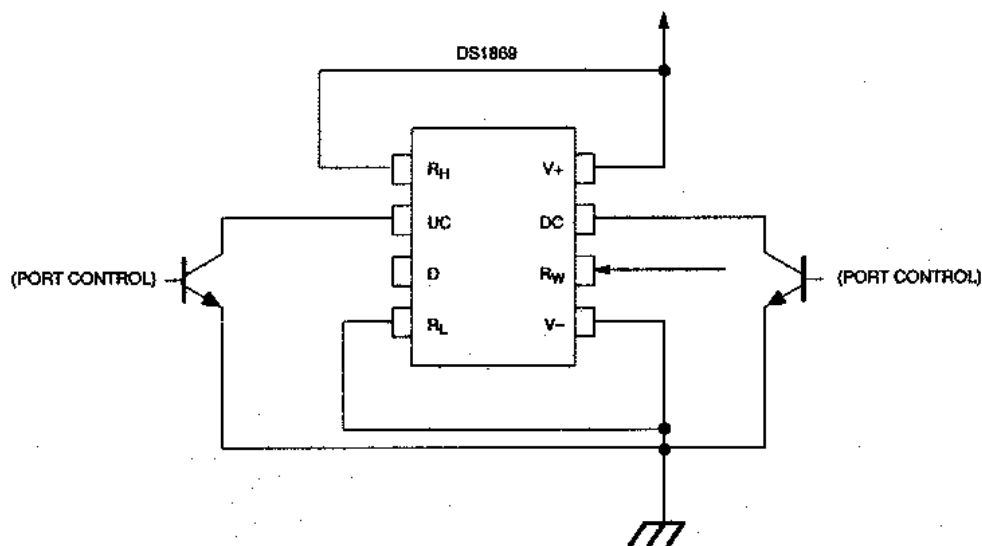 DS1869
RH V+
UC DC
(PORT CONTROL) D RW (PORT CONTROL)
RL V−